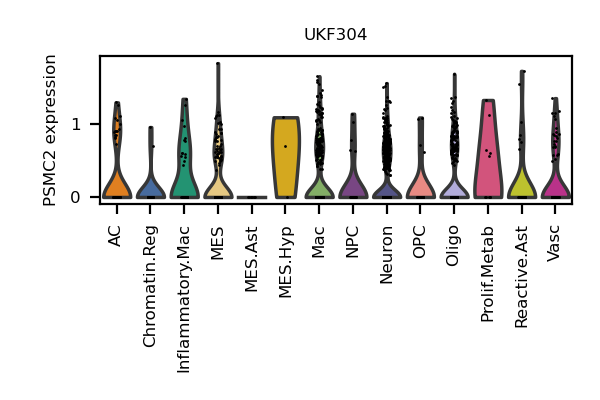 UKF304
PSMC2 expression
1
0
AC
Chromatin.Reg
Inflammatory.Mac
MES
MES.Ast
MES.Hyp
Mac
NPC
Neuron
OPC
Oligo
Prolif.Metab
Reactive.Ast
Vasc